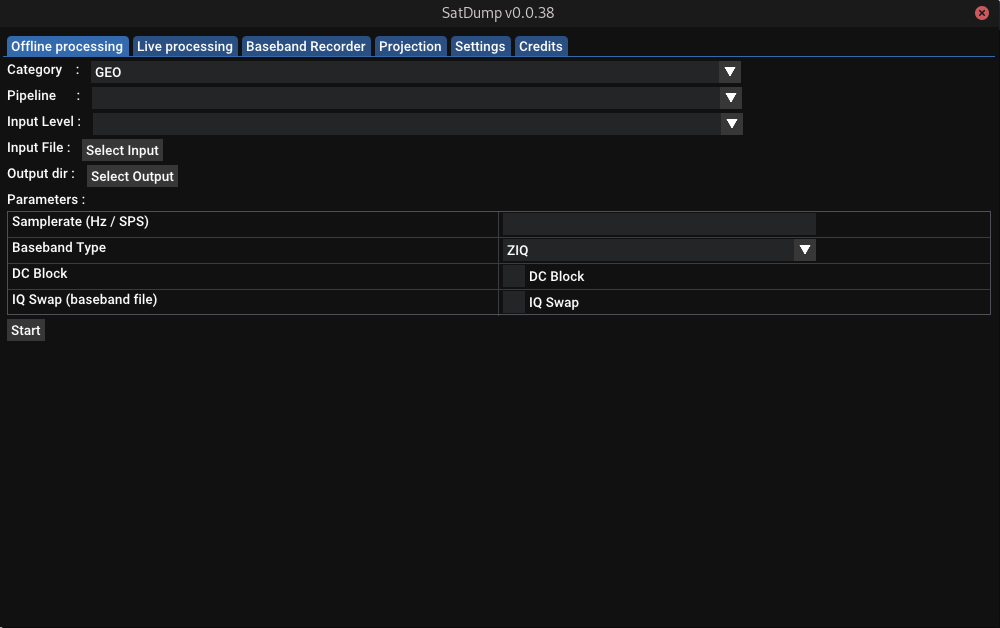 SatDump v0.0.38
Offline processing Live processing Baseband Recorder Projection Settings Credits
Category : GEO
Pipeline :
Input Level :
Input File : Select Input
Output dir : Select Output
Parameters :
Samplerate (Hz / SPS)
Baseband Type ZIQ
DC Block DC Block
IQ Swap (baseband file) IQ Swap
Start